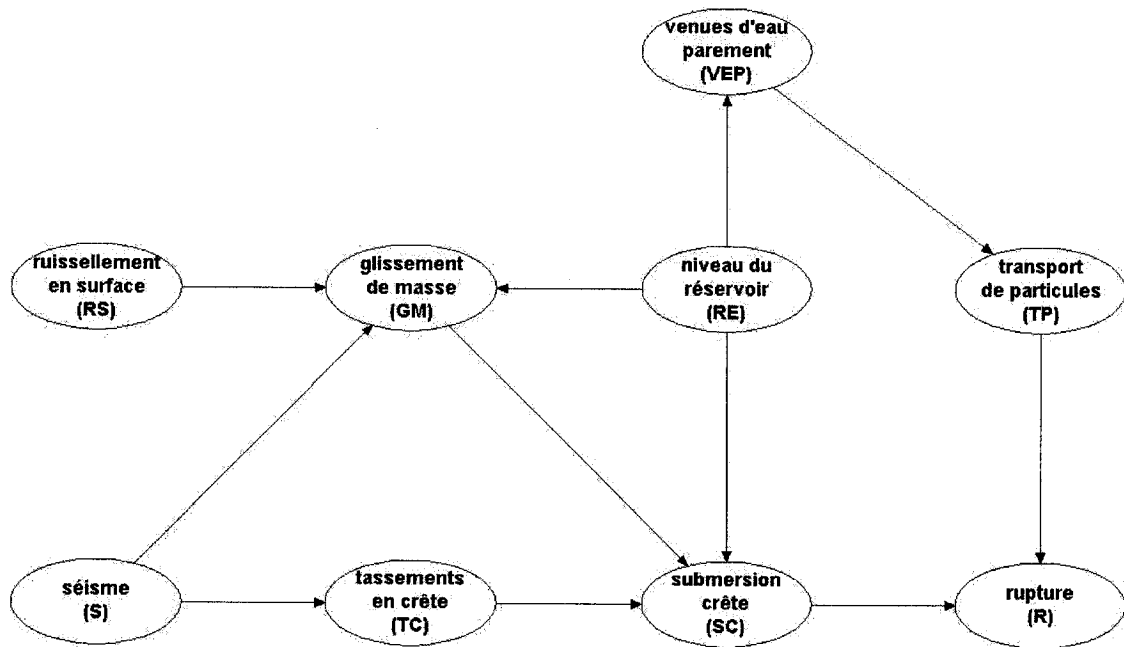 venues d'eau
parement
(VEP)
ruissellement
en surface
(RS)
glissement
de masse
(GM)
niveau du
réservoir
(RE)
transport
de particules
(TP)
séisme
(S)
tassements
en crête
(TC)
submersion
crête
(SC)
rupture
(R)